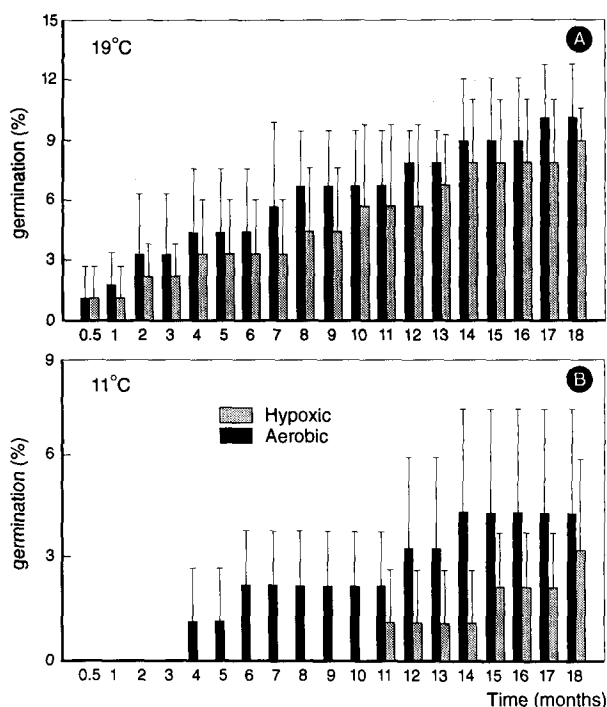 15
19°C
A
12
9
6
3
0
germination (%)
0.5 1 2 3 4 5 6 7 8 9 10 11 12 13 14 15 16 17 18
9
11°C
B
Hypoxic
Aerobic
6
3
0
germination (%)
0.5 1 2 3 4 5 6 7 8 9 10 11 12 13 14 15 16 17 18
Time (months)